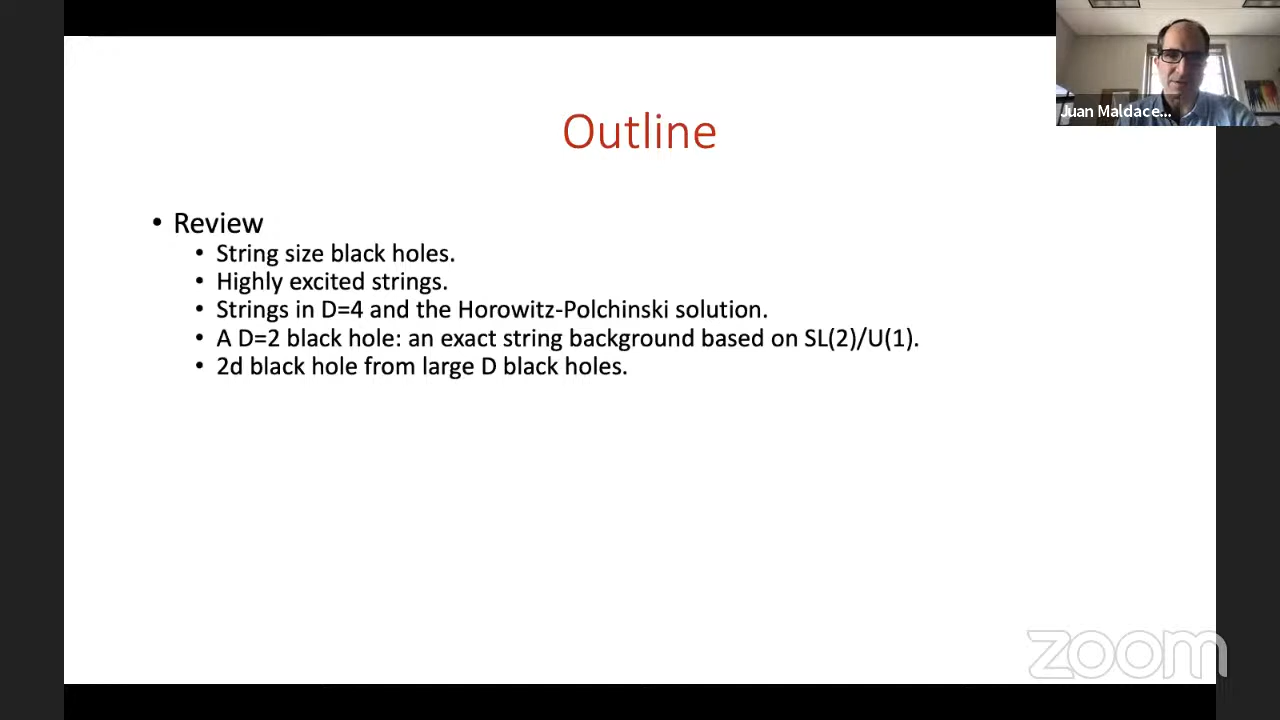 Juan Maldace...
Outline
• Review
• String size black holes.
• Highly excited strings.
• Strings in D=4 and the Horowitz-Polchinski solution.
• A D=2 black hole: an exact string background based on SL(2)/U(1).
• 2d black hole from large D black holes.
zoom